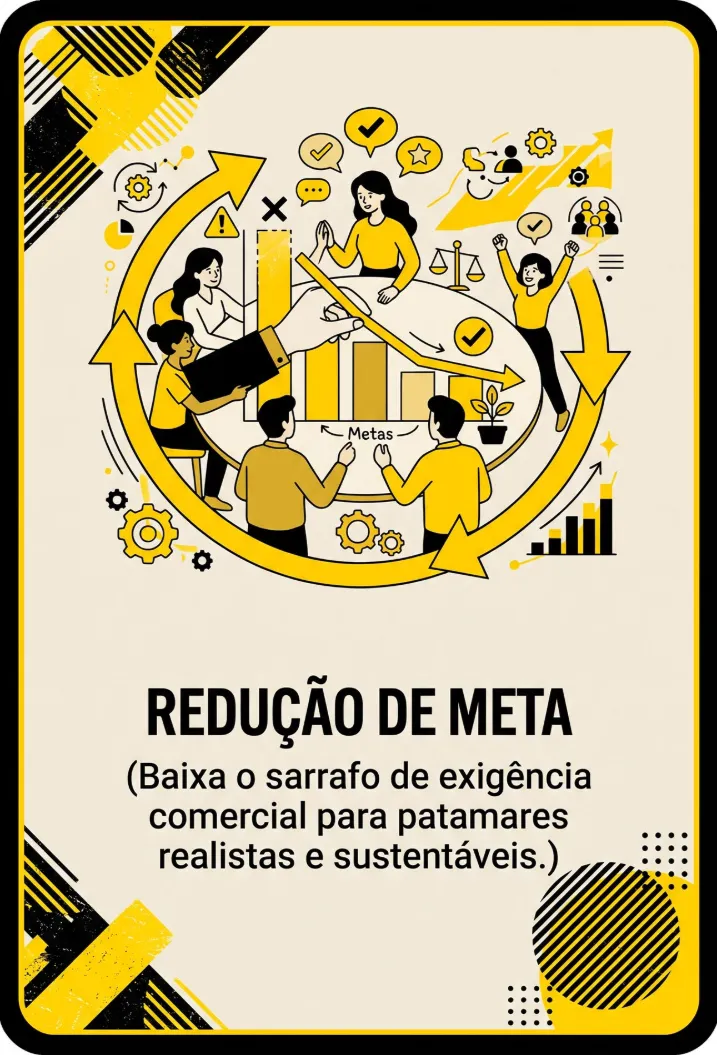 Metas
REDUÇÃO DE META
(Baixa o sarrafo de exigência
comercial para patamares
realistas e sustentáveis.)